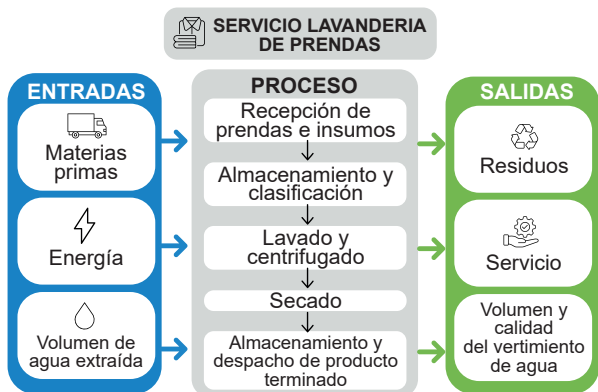 SERVICIO LAVANDERIA
DE PRENDAS
ENTRADAS
Materias
primas
Energía
Volumen de
agua extraída
PROCESO
Recepción de
prendas e insumos
Almacenamiento y
clasificación
Lavado y
centrifugado
Secado
Almacenamiento y
despacho de producto
terminado
SALIDAS
Residuos
Servicio
Volumen y
calidad
del vertimiento
de agua